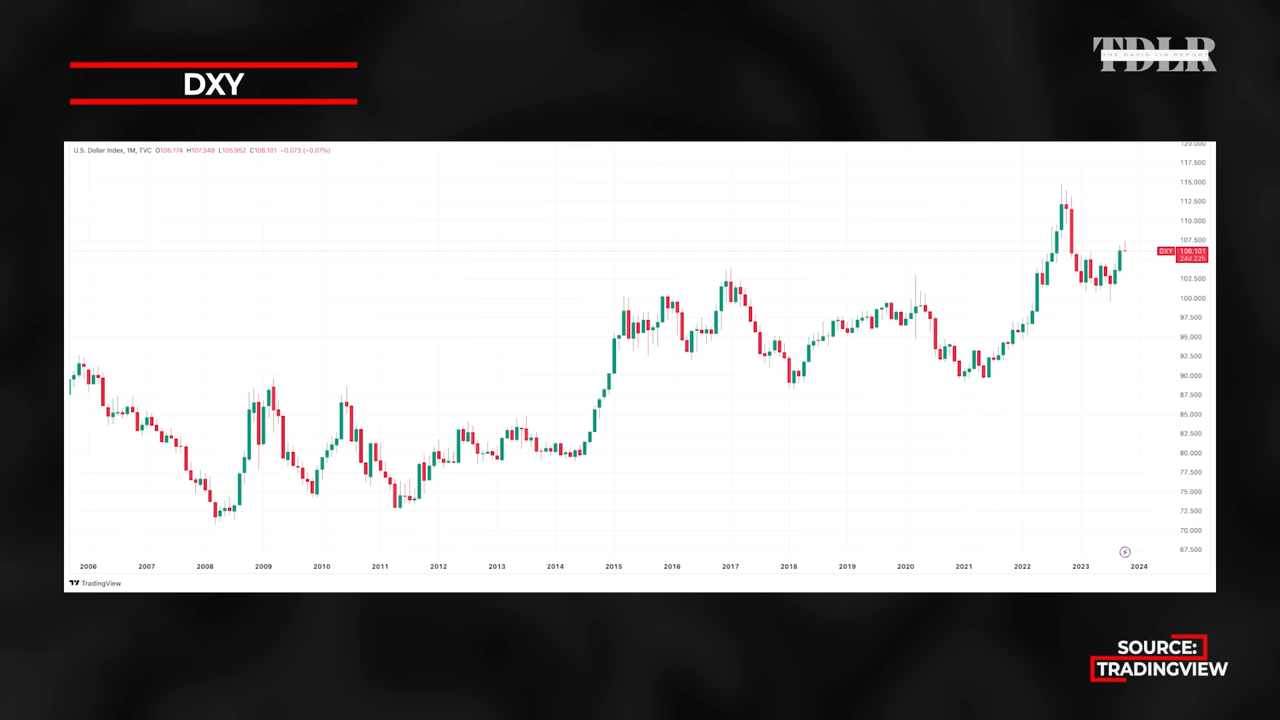 DXY
TDLR
THE DAVID LIN REPORT
U.S. Dollar Index, 1M, TVC O106.174 H107.348 L105.952 C106.101 −0.073 (−0.07%)
120.000
117.500
115.000
112.500
110.000
107.500
DXY 106.101
24d 22h
102.500
100.000
97.500
95.000
92.500
90.000
87.500
85.000
82.500
80.000
77.500
75.000
72.500
70.000
67.500
2006 2007 2008 2009 2010 2011 2012 2013 2014 2015 2016 2017 2018 2019 2020 2021 2022 2023 2024
TradingView
SOURCE:
TRADINGVIEW